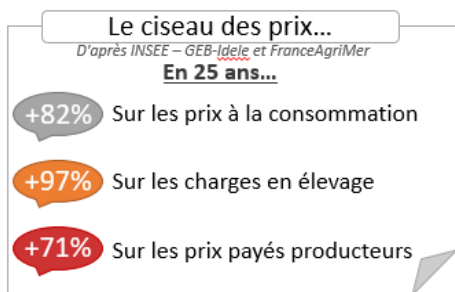 Le ciseau des prix...
D'après INSEE – GEB-Idele et FranceAgriMer
En 25 ans...
+82% Sur les prix à la consommation
+97% Sur les charges en élevage
+71% Sur les prix payés producteurs